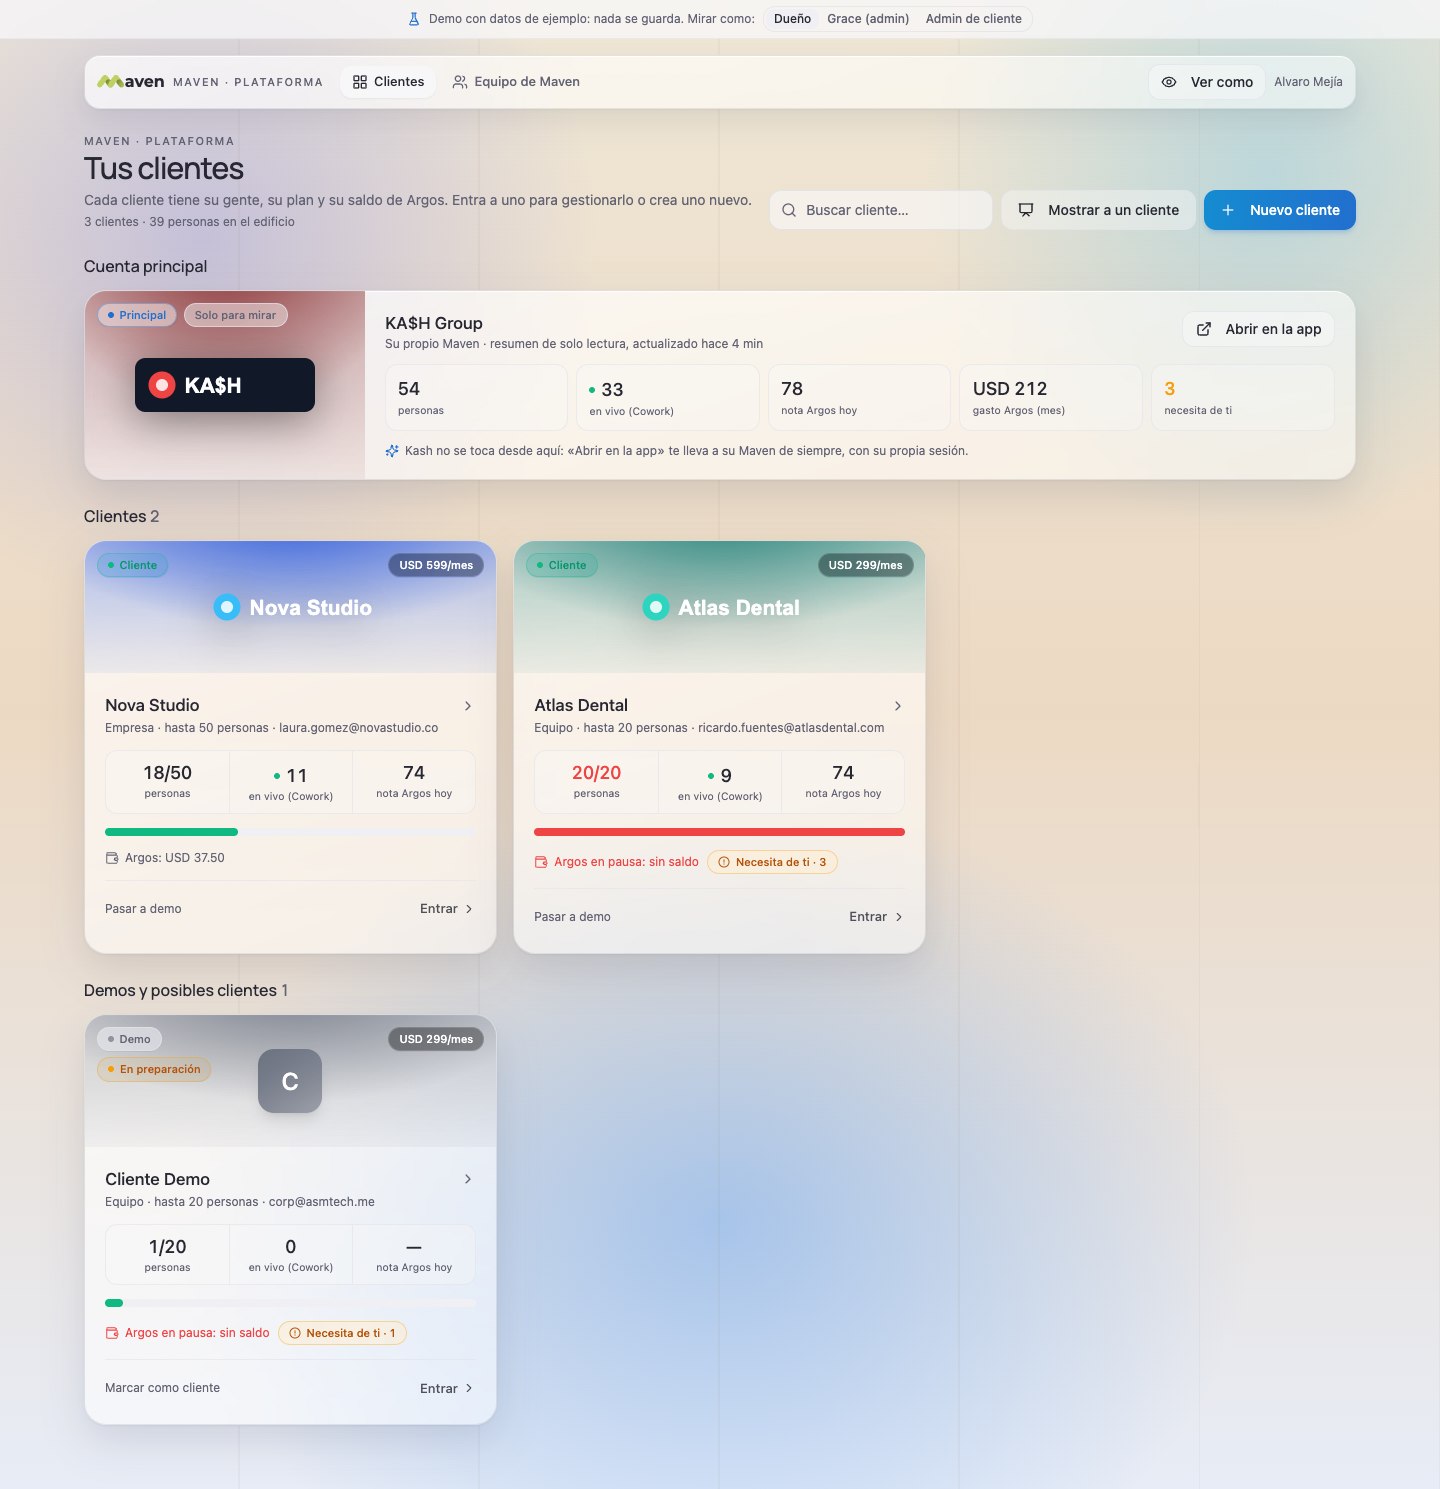 Demo con datos de ejemplo: nada se guarda. Mirar como: Dueño Grace (admin) Admin de cliente
maven MAVEN · PLATAFORMA Clientes Equipo de Maven Ver como Alvaro Mejía
MAVEN · PLATAFORMA
Tus clientes
Cada cliente tiene su gente, su plan y su saldo de Argos. Entra a uno para gestionarlo o crea uno nuevo.
3 clientes · 39 personas en el edificio
Buscar cliente... Mostrar a un cliente Nuevo cliente
Cuenta principal
Principal Solo para mirar
KA$H
KA$H Group
Su propio Maven · resumen de solo lectura, actualizado hace 4 min
Abrir en la app
54 33 78 USD 212 3
personas en vivo (Cowork) nota Argos hoy gasto Argos (mes) necesita de ti
Kash no se toca desde aquí: «Abrir en la app» te lleva a su Maven de siempre, con su propia sesión.
Clientes 2
Cliente USD 599/mes
Nova Studio
Nova Studio
Empresa · hasta 50 personas · laura.gomez@novastudio.co
18/50 11 74
personas en vivo (Cowork) nota Argos hoy
Argos: USD 37.50
Pasar a demo Entrar
Cliente USD 299/mes
Atlas Dental
Atlas Dental
Equipo · hasta 20 personas · ricardo.fuentes@atlasdental.com
20/20 9 74
personas en vivo (Cowork) nota Argos hoy
Argos en pausa: sin saldo Necesita de ti · 3
Pasar a demo Entrar
Demos y posibles clientes 1
Demo USD 299/mes
En preparación
C
Cliente Demo
Equipo · hasta 20 personas · corp@asmtech.me
1/20 0 —
personas en vivo (Cowork) nota Argos hoy
Argos en pausa: sin saldo Necesita de ti · 1
Marcar como cliente Entrar